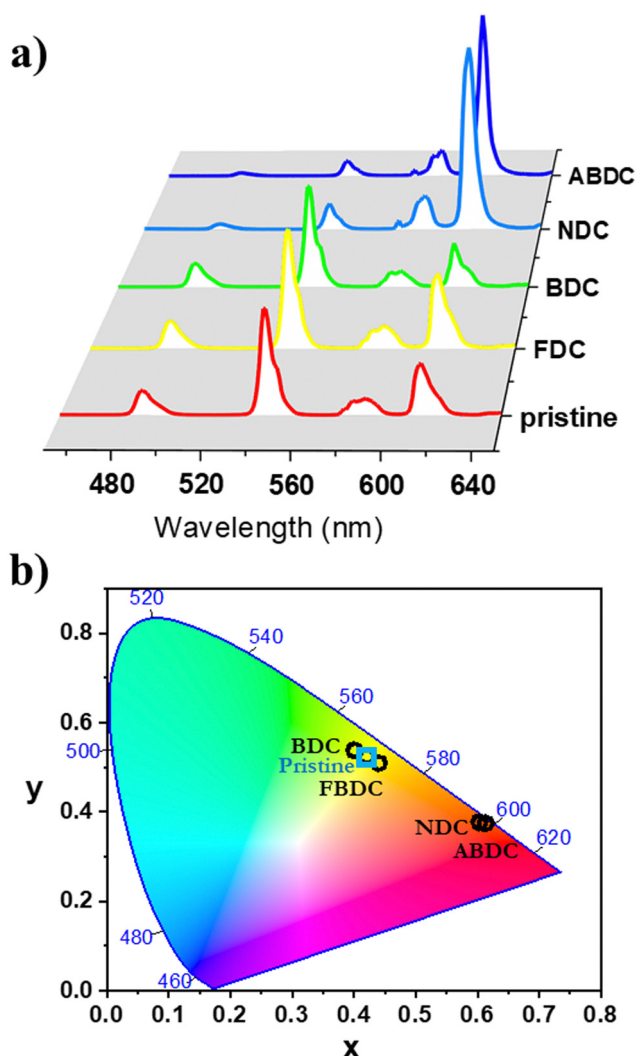 a)
ABDC
NDC
BDC
FDC
pristine
480 520 560 600 640
Wavelength (nm)
b)
520
540
560
580
600
620
500
480
460
BDC
Pristine
FBDC
NDC
ABDC
0.8
0.6
0.4
0.2
0.0
y
0.0 0.1 0.2 0.3 0.4 0.5 0.6 0.7 0.8
x